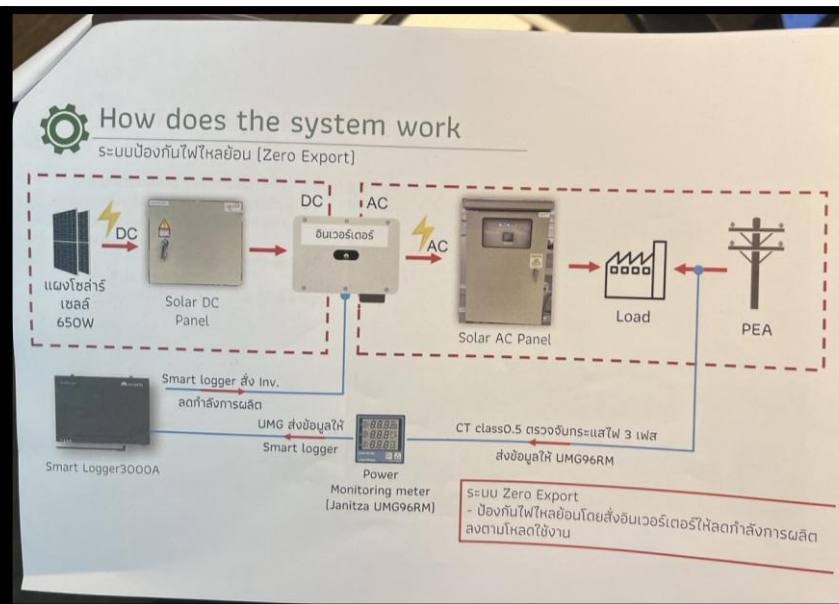 How does the system work
ระบบป้องกันไฟไหลย้อน (Zero Export)
DC
AC
DC
อินเวอร์เตอร์
AC
แผงโซล่าร์
เซลล์
650W
Solar DC
Panel
Solar AC Panel
Load
PEA
Smart logger สั่ง Inv.
ลดกำลังการผลิต
UMG ส่งข้อมูลให้
Smart logger
CT class0.5 ตรวจจับกระแสไฟ 3 เฟส
ส่งข้อมูลให้ UMG96RM
Smart Logger3000A
Power
Monitoring meter
(Janitza UMG96RM)
ระบบ Zero Export
- ป้องกันไฟไหลย้อนโดยสั่งอินเวอร์เตอร์ให้ลดกำลังการผลิต
ลงตามโหลดใช้งาน